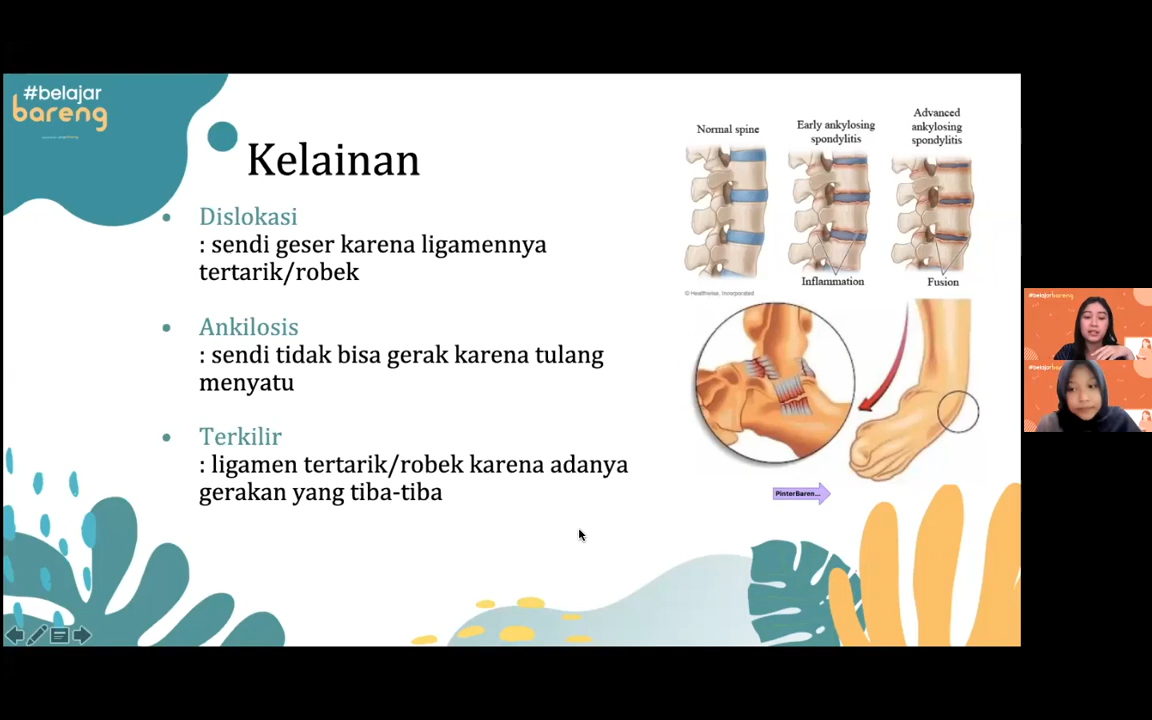 #belajar
bareng
Kelainan
• Dislokasi
: sendi geser karena ligamennya
tertarik/robek
• Ankilosis
: sendi tidak bisa gerak karena tulang
menyatu
• Terkilir
: ligamen tertarik/robek karena adanya
gerakan yang tiba-tiba
Normal spine
Early ankylosing
spondylitis
Advanced
ankylosing
spondylitis
Inflammation
Fusion
© Healthwise, Incorporated
PinterBaren...
#belajarbareng